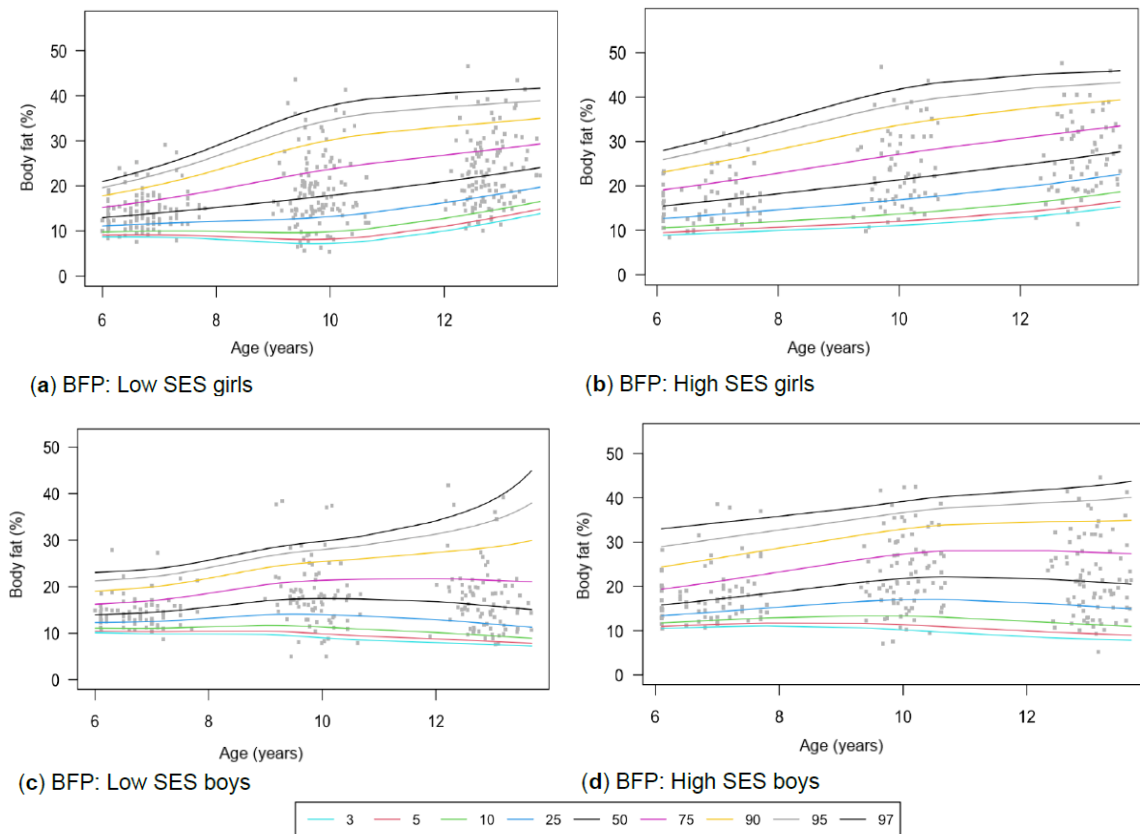 50
40
30
20
10
0
Body fat (%)
6 8 10 12
Age (years)
(a) BFP: Low SES girls
50
40
30
20
10
0
Body fat (%)
6 8 10 12
Age (years)
(b) BFP: High SES girls
50
40
30
20
10
0
Body fat (%)
6 8 10 12
Age (years)
(c) BFP: Low SES boys
50
40
30
20
10
0
Body fat (%)
6 8 10 12
Age (years)
(d) BFP: High SES boys
3 5 10 25 50 75 90 95 97